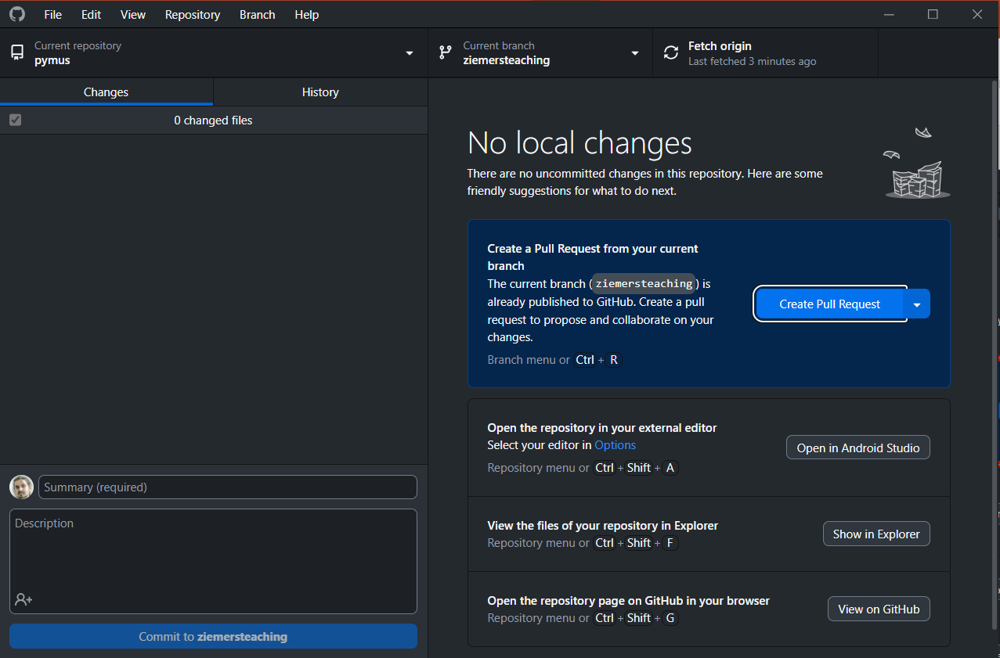 File Edit View Repository Branch Help
Current repository
pymus
Current branch
ziemersteaching
Fetch origin
Last fetched 3 minutes ago
Changes
History
0 changed files
No local changes
There are no uncommitted changes in this repository. Here are some
friendly suggestions for what to do next.
Create a Pull Request from your current
branch
The current branch (ziemersteaching) is
already published to GitHub. Create a pull
request to propose and collaborate on your
changes.
Branch menu or Ctrl + R
Create Pull Request
Open the repository in your external editor
Select your editor in Options
Repository menu or Ctrl + Shift + A
Open in Android Studio
View the files of your repository in Explorer
Repository menu or Ctrl + Shift + F
Show in Explorer
Open the repository page on GitHub in your browser
Repository menu or Ctrl + Shift + G
View on GitHub
Summary (required)
Description
Commit to ziemersteaching